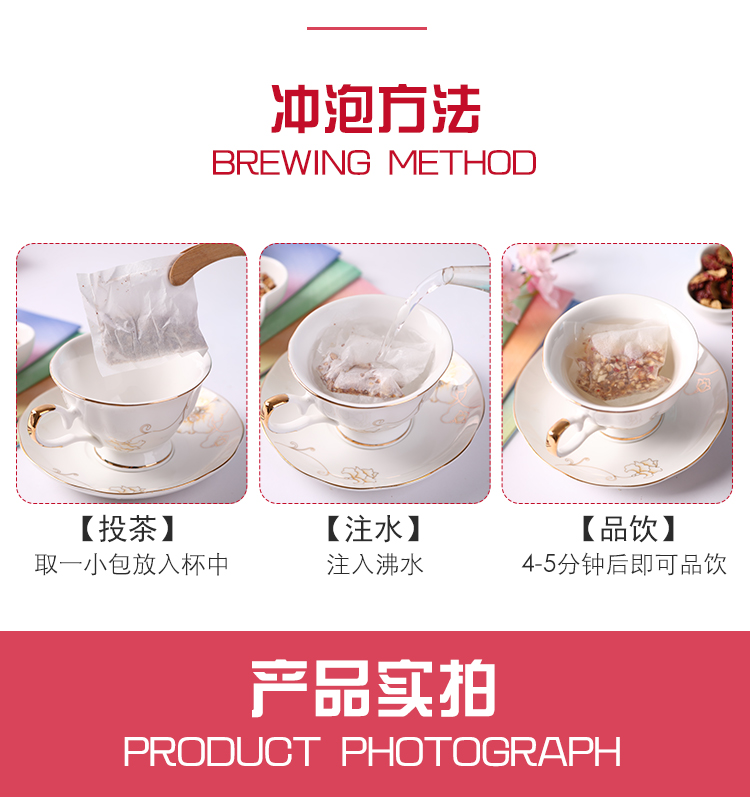 冲泡方法
BREWING METHOD
【投茶】
取一小包放入杯中
【注水】
注入沸水
【品饮】
4-5分钟后即可品饮
产品实拍
PRODUCT PHOTOGRAPH